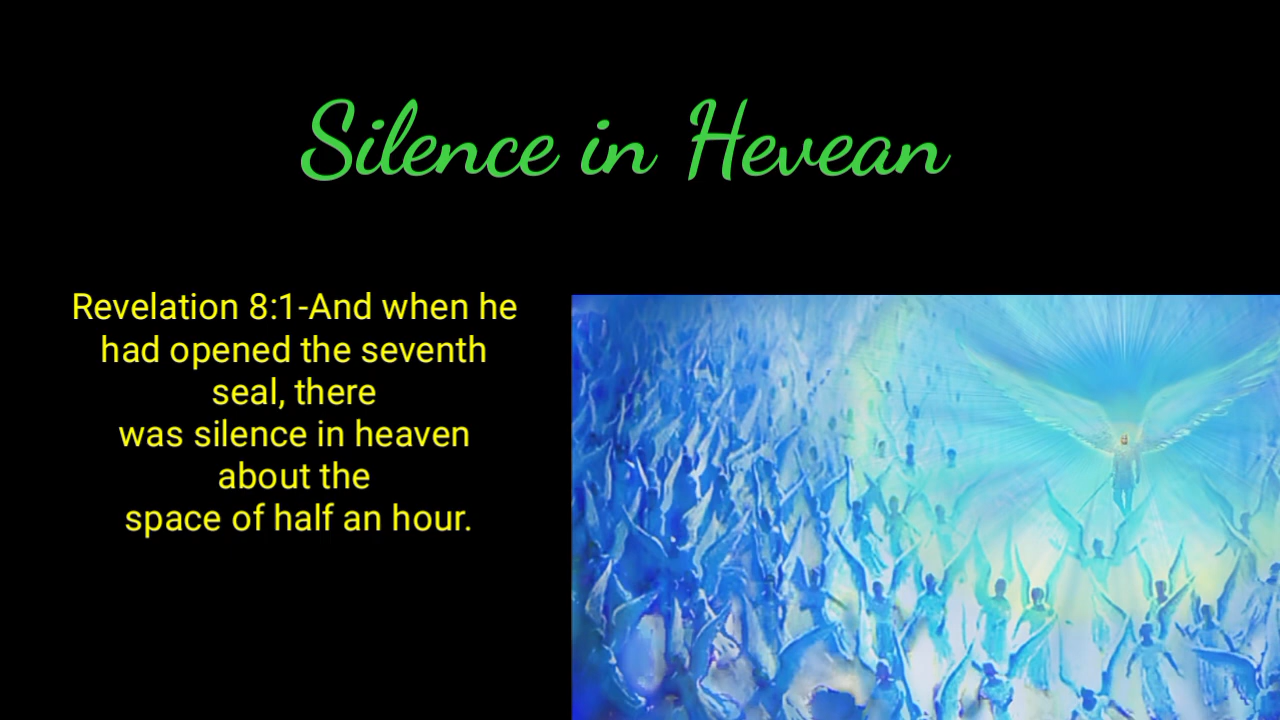 Silence in Hevean
Revelation 8:1-And when he
had opened the seventh
seal, there
was silence in heaven
about the
space of half an hour.